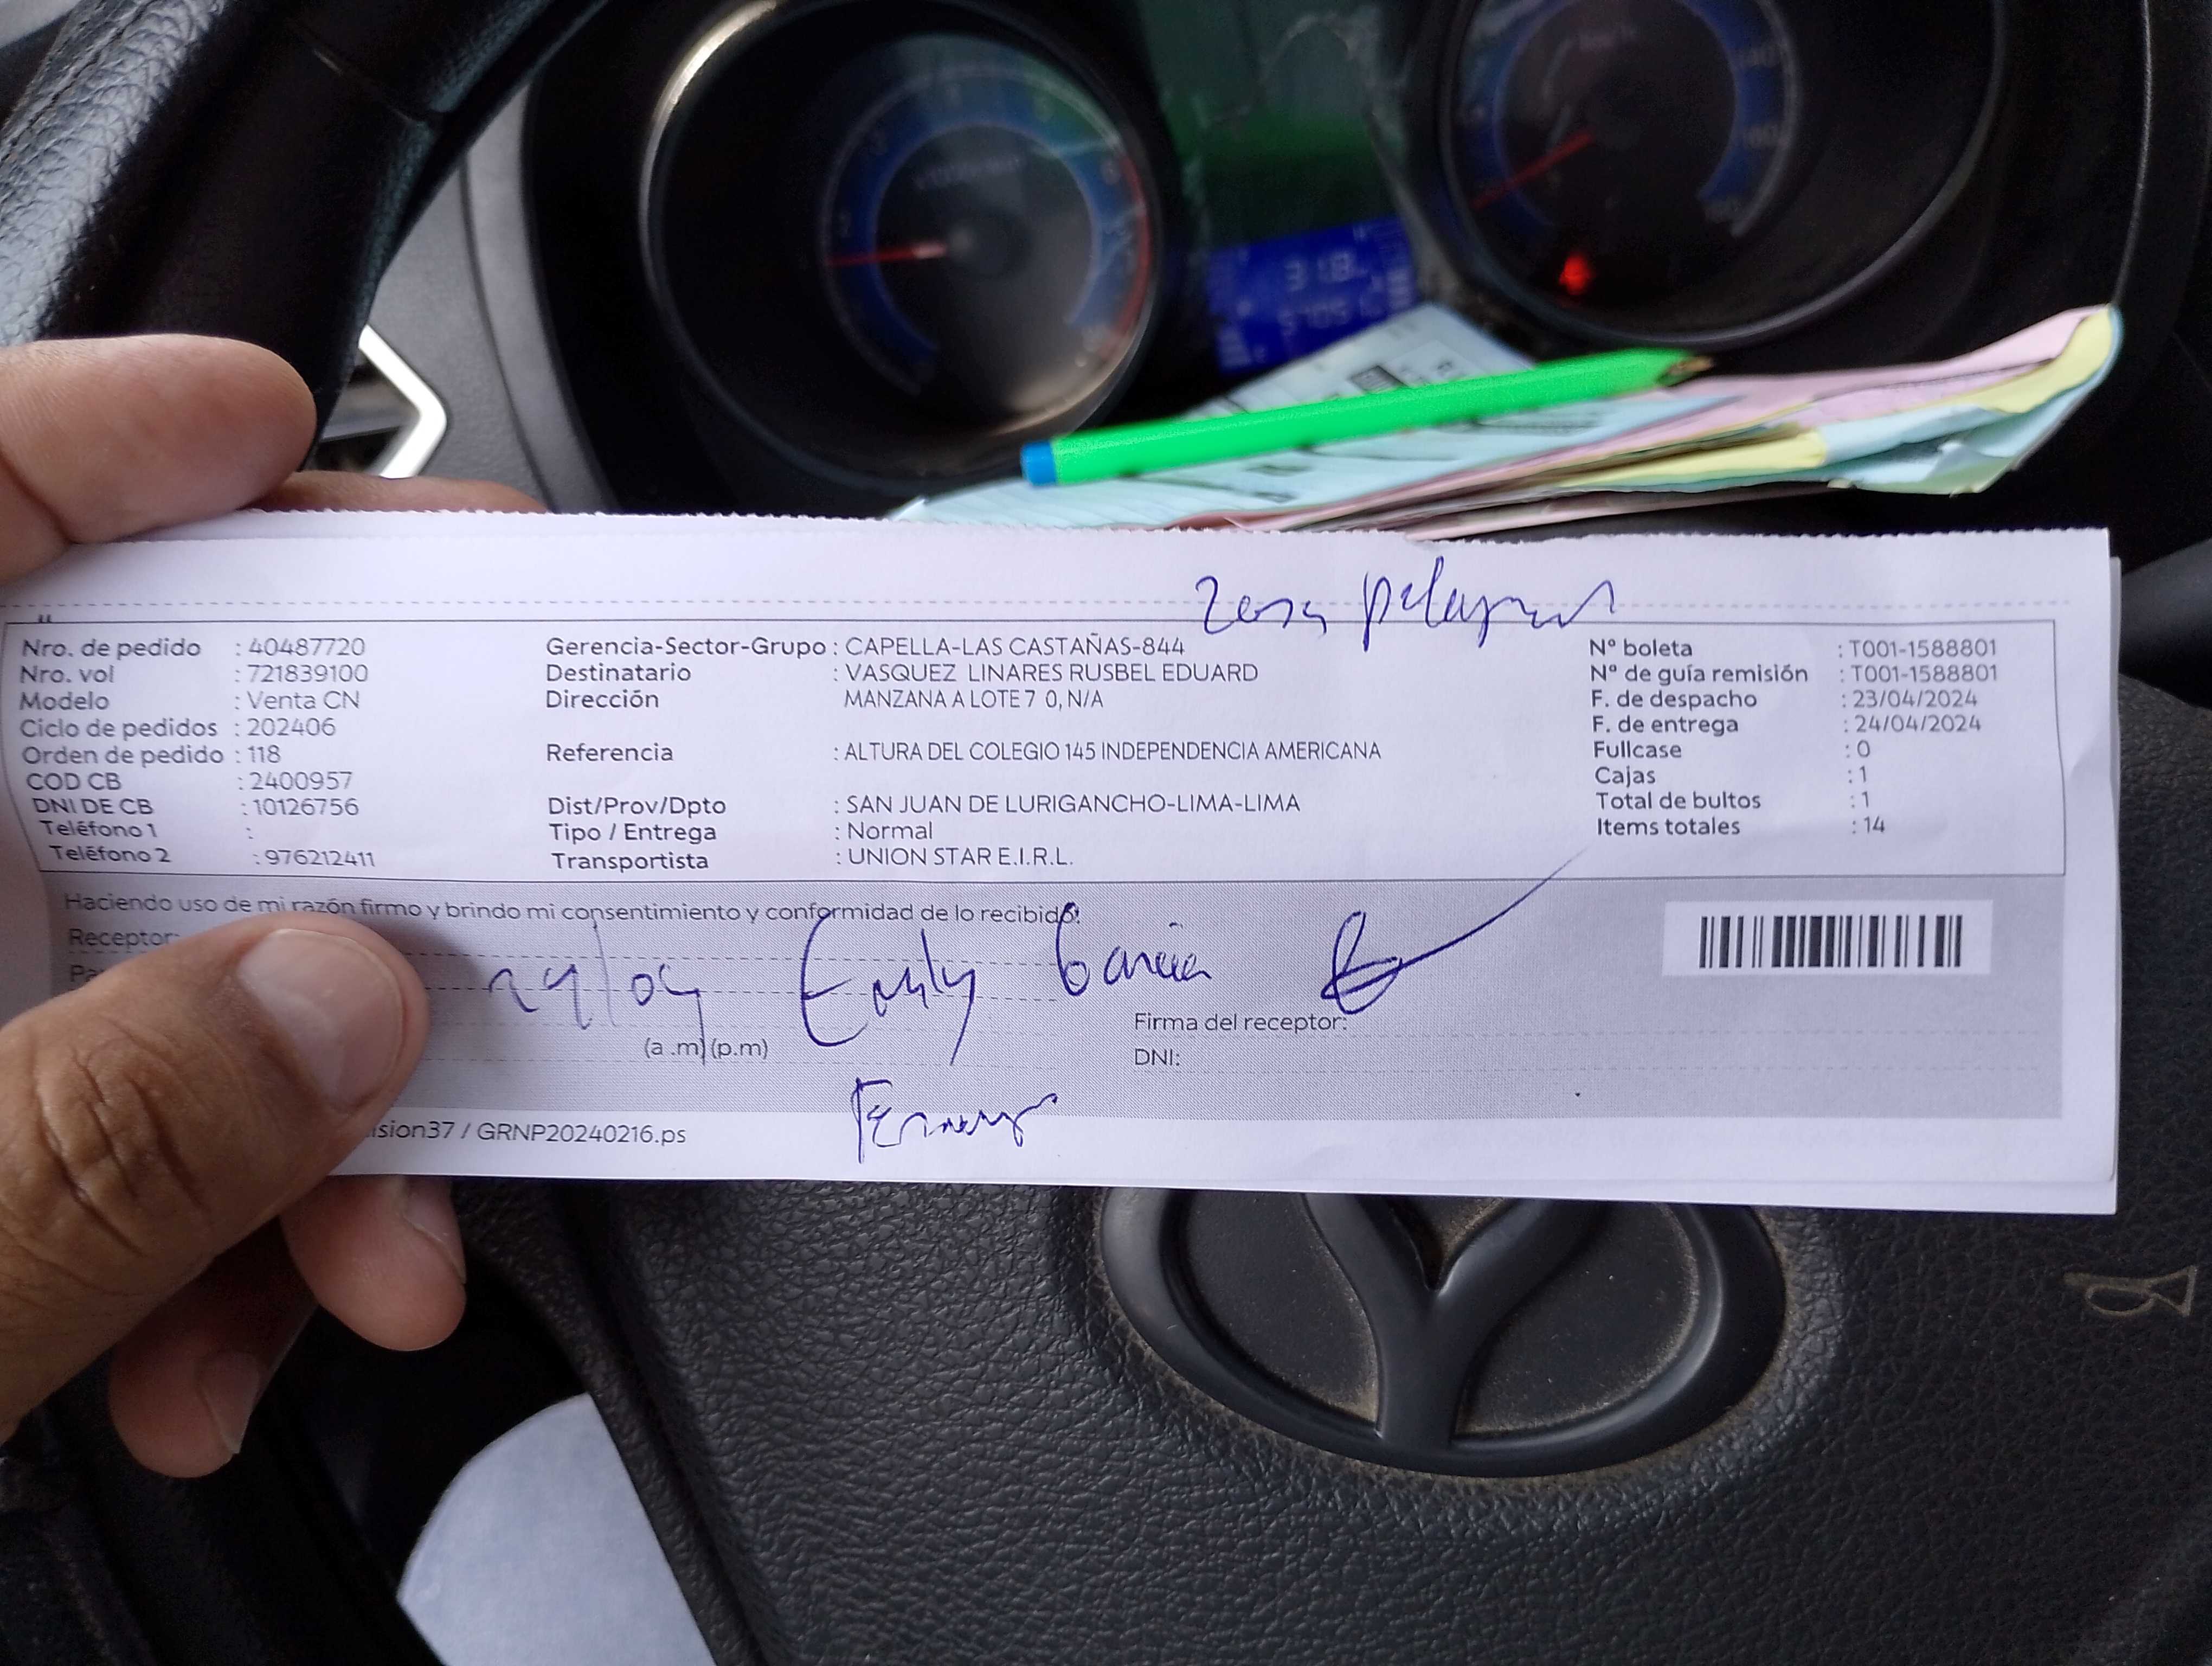 zona peligrosa
Nro. de pedido : 40487720
Nro. vol : 721839100
Modelo : Venta CN
Ciclo de pedidos : 202406
Orden de pedido : 118
COD CB : 2400957
DNI DE CB : 10126756
Teléfono 1 :
Teléfono 2 : 976212411
Gerencia-Sector-Grupo : CAPELLA-LAS CASTAÑAS-844
Destinatario : VASQUEZ LINARES RUSBEL EDUARD
Dirección MANZANA A LOTE 7 0, N/A
Referencia : ALTURA DEL COLEGIO 145 INDEPENDENCIA AMERICANA
Dist/Prov/Dpto : SAN JUAN DE LURIGANCHO-LIMA-LIMA
Tipo / Entrega : Normal
Transportista : UNION STAR E.I.R.L.
N° boleta : T001-1588801
N° de guía remisión : T001-1588801
F. de despacho : 23/04/2024
F. de entrega : 24/04/2024
Fullcase : 0
Cajas : 1
Total de bultos : 1
Items totales : 14
Haciendo uso de mi razón firmo y brindo mi consentimiento y conformidad de lo recibido:
Receptor:
24/04 Emily Garcia
(a .m) (p.m)
Firma del receptor:
DNI:
ision37 / GRNP20240216.ps